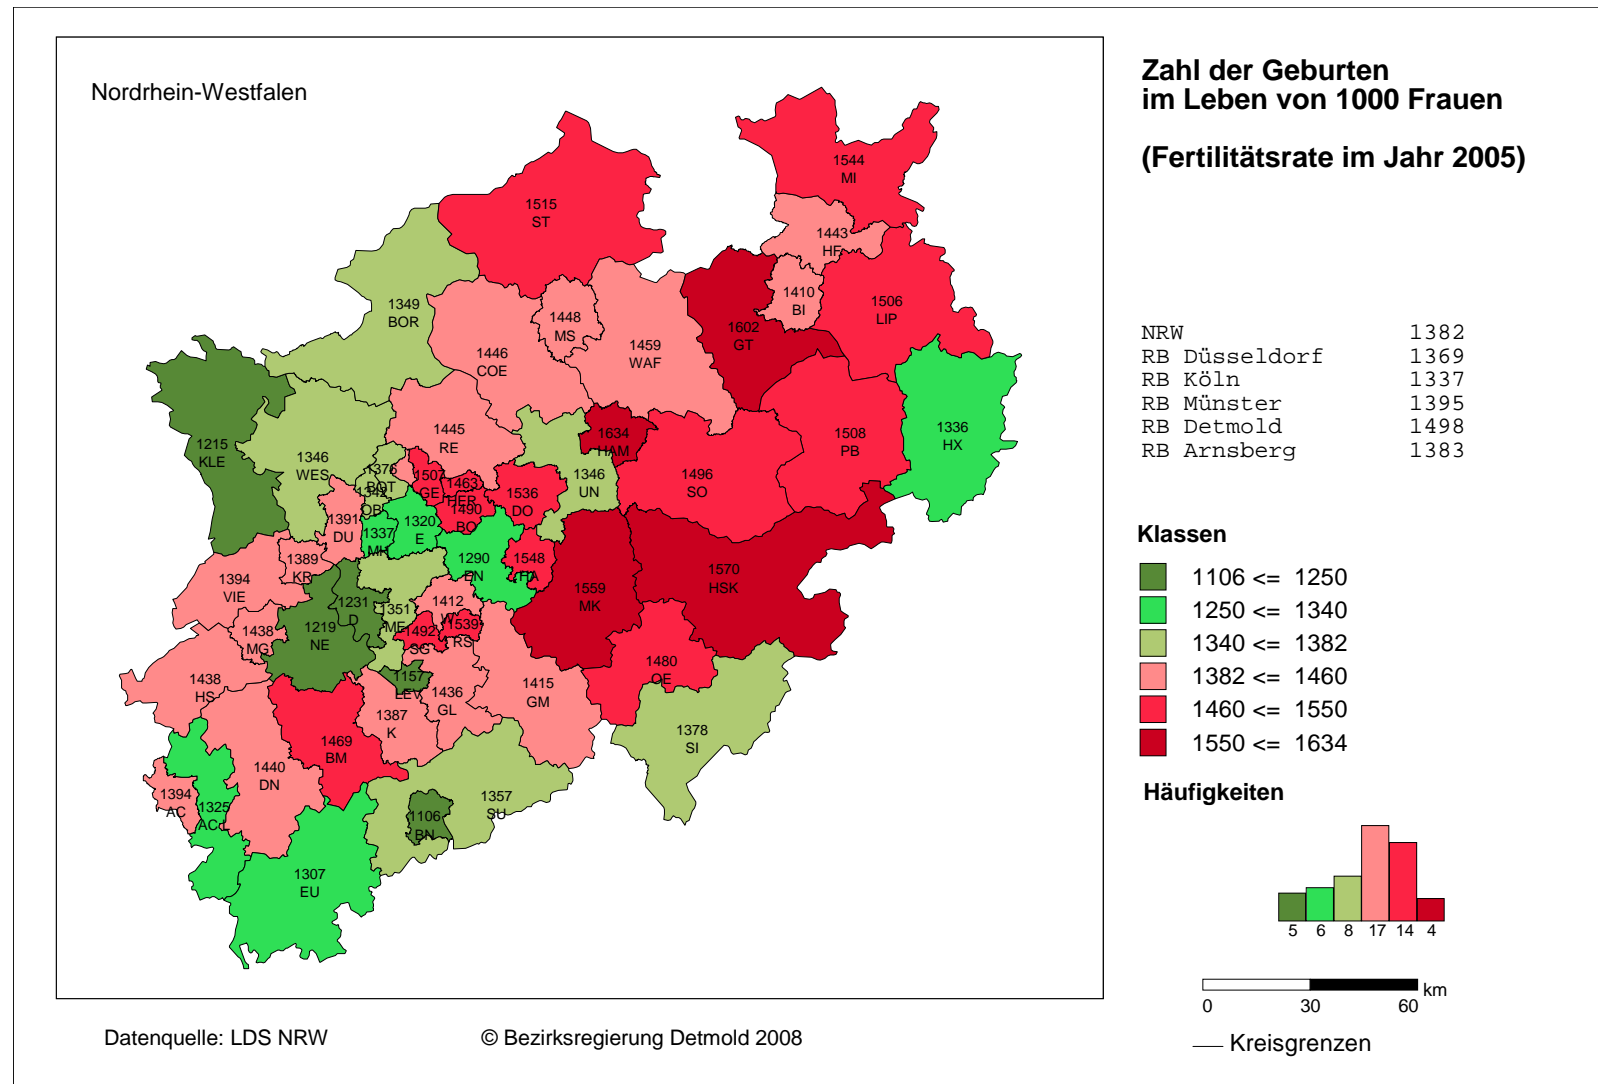 Nordrhein-Westfalen
Zahl der Geburten
im Leben von 1000 Frauen
(Fertilitätsrate im Jahr 2005)
1544
MI
1515
ST
1443
HF
1410
BI
1506
LIP
1349
BOR
1448
MS
1602
GT
1459
WAF
1446
COE
1445
RE
1634
HAM
1508
PB
1336
HX
1215
KLE
1346
WES
1376
BOT
1507
GE
1463
HER
1536
DO
1346
UN
1496
SO
1342
OB
1391
DU
1320
E
1490
BO
1337
MH
1290
EN
1548
HA
1570
HSK
1559
MK
1389
KR
1394
VIE
1231
D
1351
ME
1412
W
1438
MG
1219
NE
1492
SG
1539
RS
1480
OE
1438
HS
1157
LEV
1436
GL
1415
GM
1387
K
1378
SI
1469
BM
1440
DN
1394
AC
1325
1357
SU
1106
BN
1307
EU
NRW 1382
RB Düsseldorf 1369
RB Köln 1337
RB Münster 1395
RB Detmold 1498
RB Arnsberg 1383
Klassen
1106 <= 1250
1250 <= 1340
1340 <= 1382
1382 <= 1460
1460 <= 1550
1550 <= 1634
Häufigkeiten
5 6 8 17 14 4
km
0 30 60
Kreisgrenzen
Datenquelle: LDS NRW
© Bezirksregierung Detmold 2008